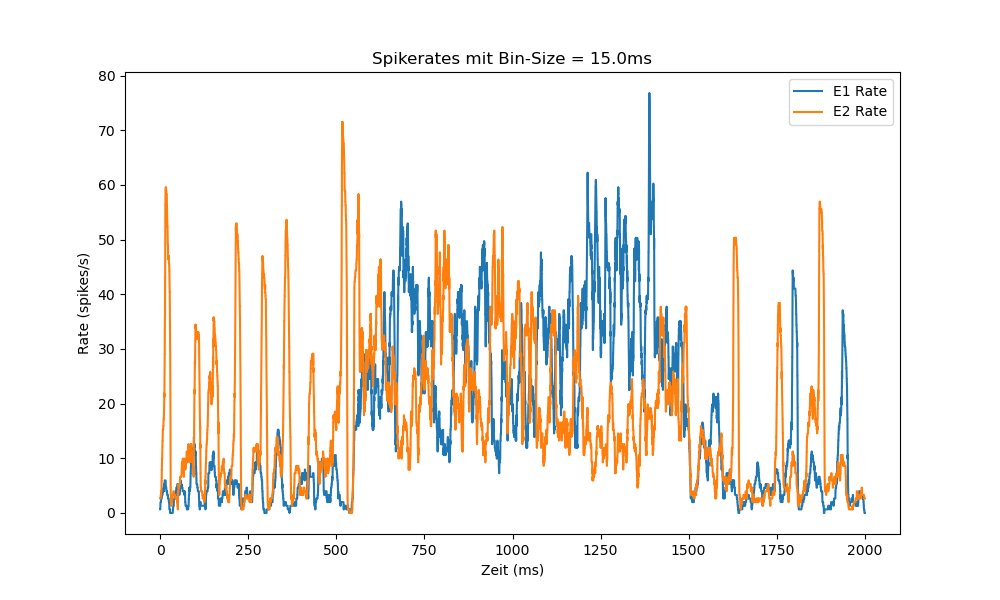 Spikerates mit Bin-Size = 15.0ms
E1 Rate
E2 Rate
Rate (spikes/s)
80
70
60
50
40
30
20
10
0
0 250 500 750 1000 1250 1500 1750 2000
Zeit (ms)